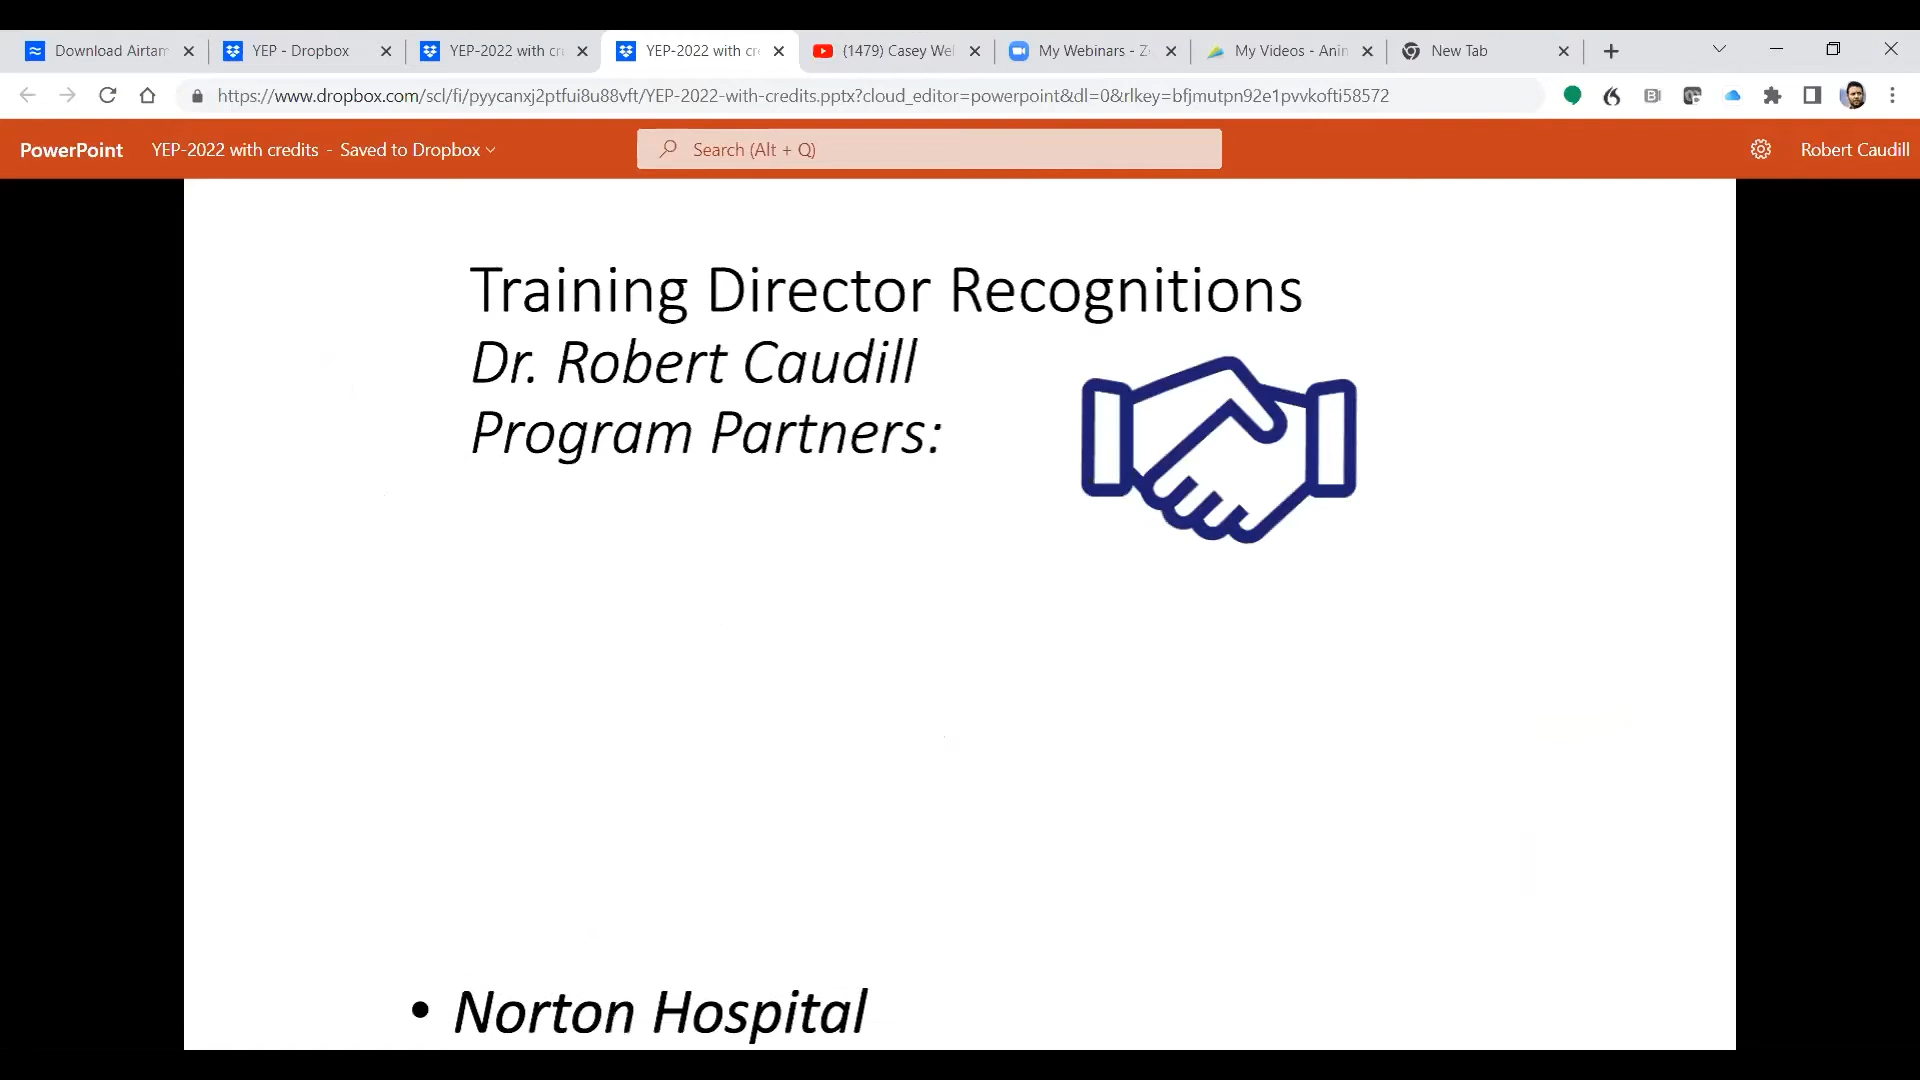 Download Airtam
YEP - Dropbox
YEP-2022 with cr
YEP-2022 with cr
(1479) Casey Wel
My Webinars - Z
My Videos - Anin
New Tab
https://www.dropbox.com/scl/fi/pyycanxj2ptfui8u88vft/YEP-2022-with-credits.pptx?cloud_editor=powerpoint&dl=0&rlkey=bfjmutpn92e1pvvkofti58572
PowerPoint YEP-2022 with credits - Saved to Dropbox
Search (Alt + Q)
Robert Caudill
Training Director Recognitions
Dr. Robert Caudill
Program Partners:
• Norton Hospital